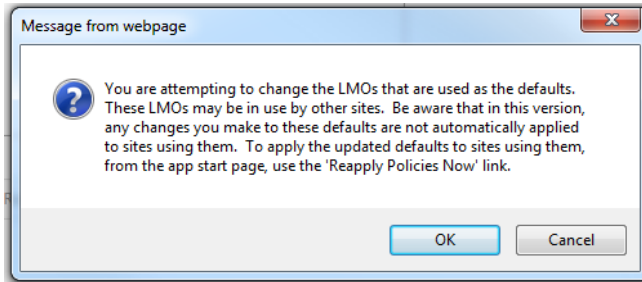 Message from webpage
You are attempting to change the LMOs that are used as the defaults.
These LMOs may be in use by other sites.  Be aware that in this version,
any changes you make to these defaults are not automatically applied
to sites using them.  To apply the updated defaults to sites using them,
from the app start page, use the 'Reapply Policies Now' link.
OK
Cancel